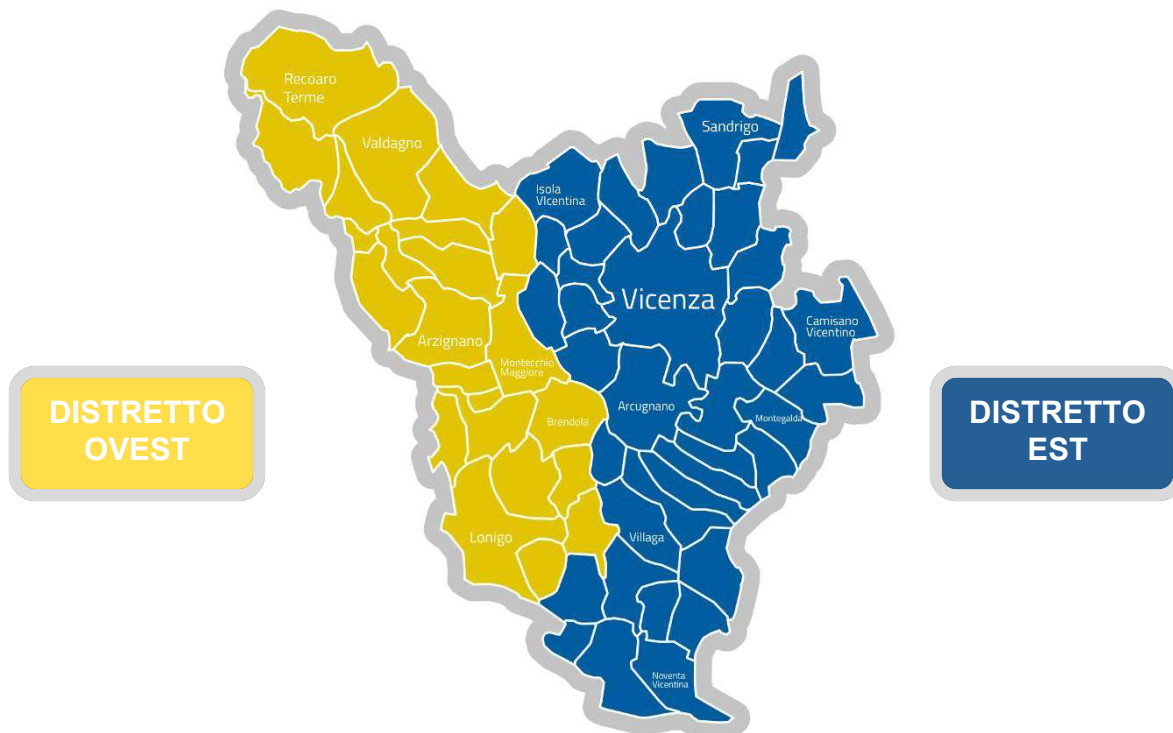 Recoaro
Terme
Valdagno
Sandrigo
Isola
VIcentina
Vicenza
Camisano
Vicentino
Arzignano
Montecchio
Maggiore
Arcugnano
Brendola
Montegalda
DISTRETTO
OVEST
DISTRETTO
EST
Lonigo
Villaga
Noventa
Vicentina